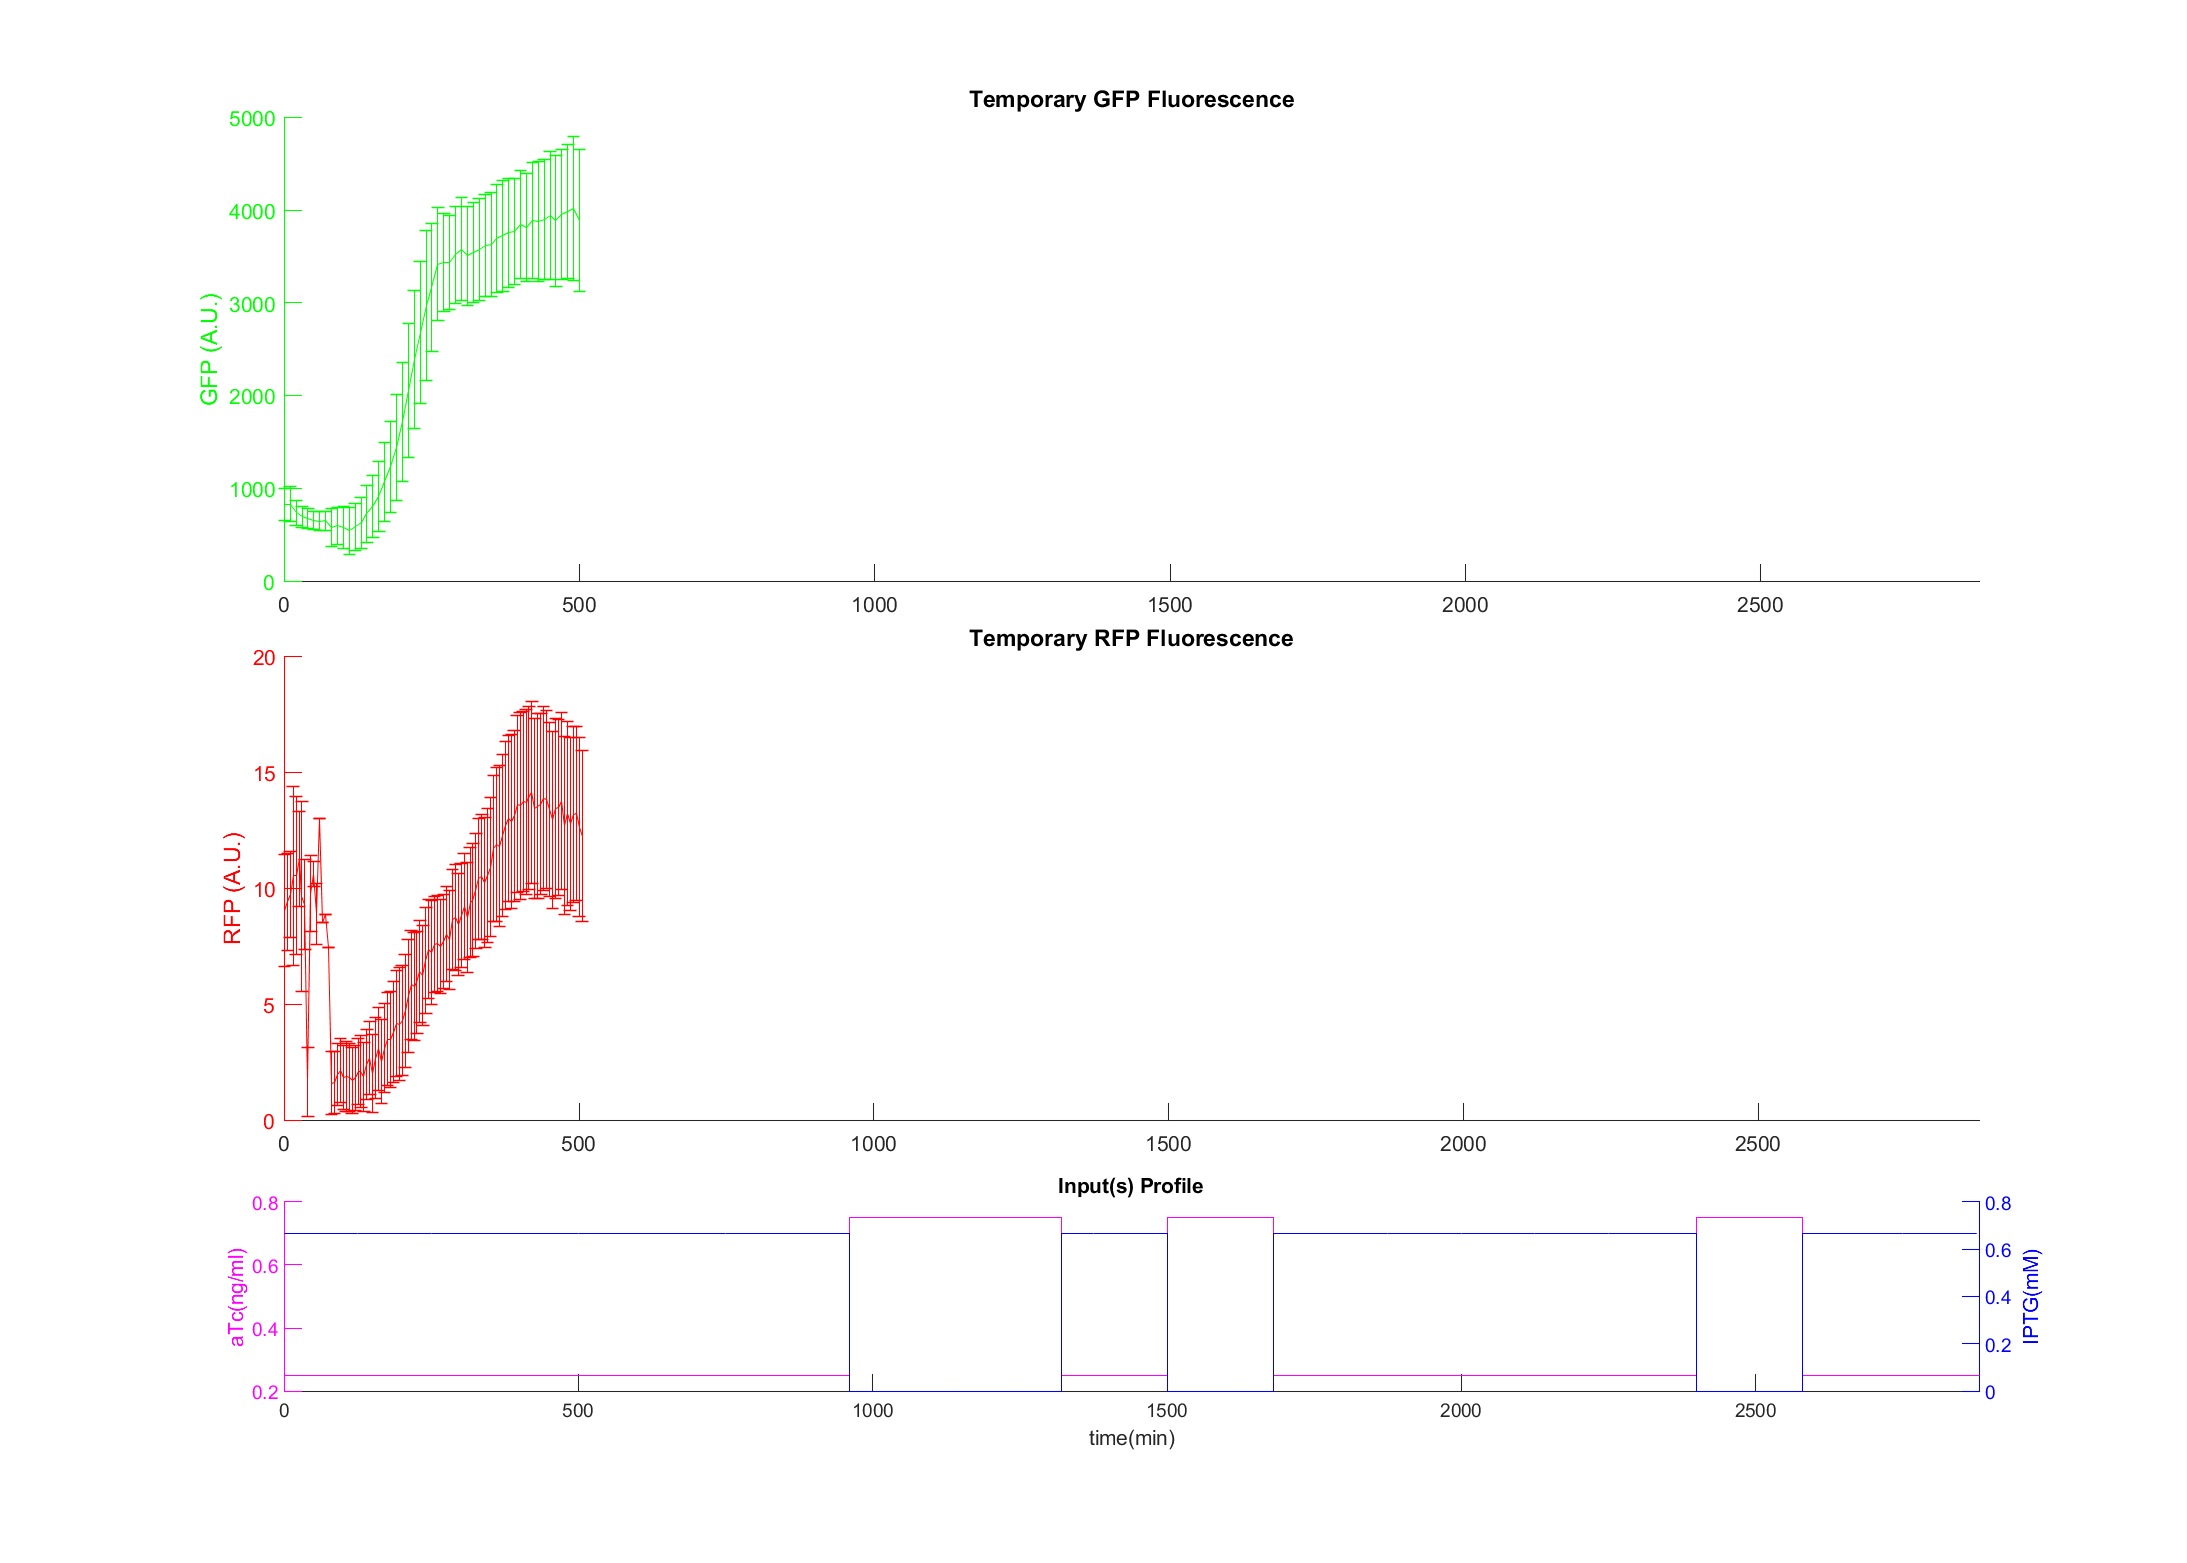 Temporary GFP Fluorescence
5000
4000
3000
2000
1000
0
GFP (A.U.)
0 500 1000 1500 2000 2500
Temporary RFP Fluorescence
20
15
10
5
0
RFP (A.U.)
0 500 1000 1500 2000 2500
Input(s) Profile
0.8
0.6
0.4
0.2
aTc(ng/ml)
0.8
0.6
0.4
0.2
0
IPTG(mM)
0 500 1000 1500 2000 2500
time(min)